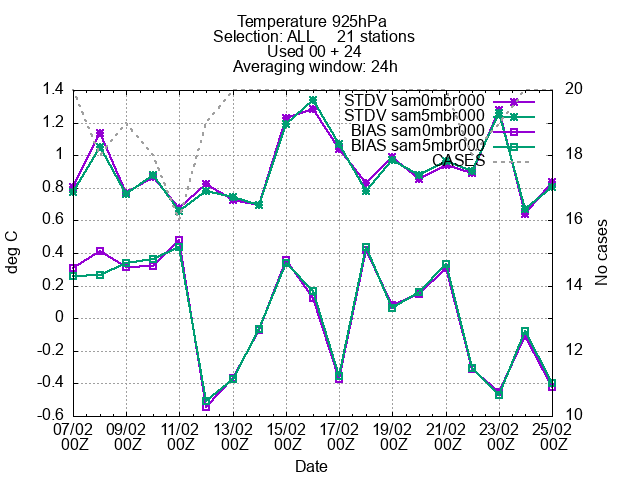 Temperature 925hPa
Selection: ALL 21 stations
Used 00 + 24
Averaging window: 24h
STDV sam0mbr000
STDV sam5mbr000
BIAS sam0mbr000
BIAS sam5mbr000
CASES
1.4
1.2
1
0.8
0.6
0.4
0.2
0
-0.2
-0.4
-0.6
deg C
20
18
16
14
12
10
No cases
07/02 09/02 11/02 13/02 15/02 17/02 19/02 21/02 23/02 25/02
00Z 00Z 00Z 00Z 00Z 00Z 00Z 00Z 00Z 00Z
Date